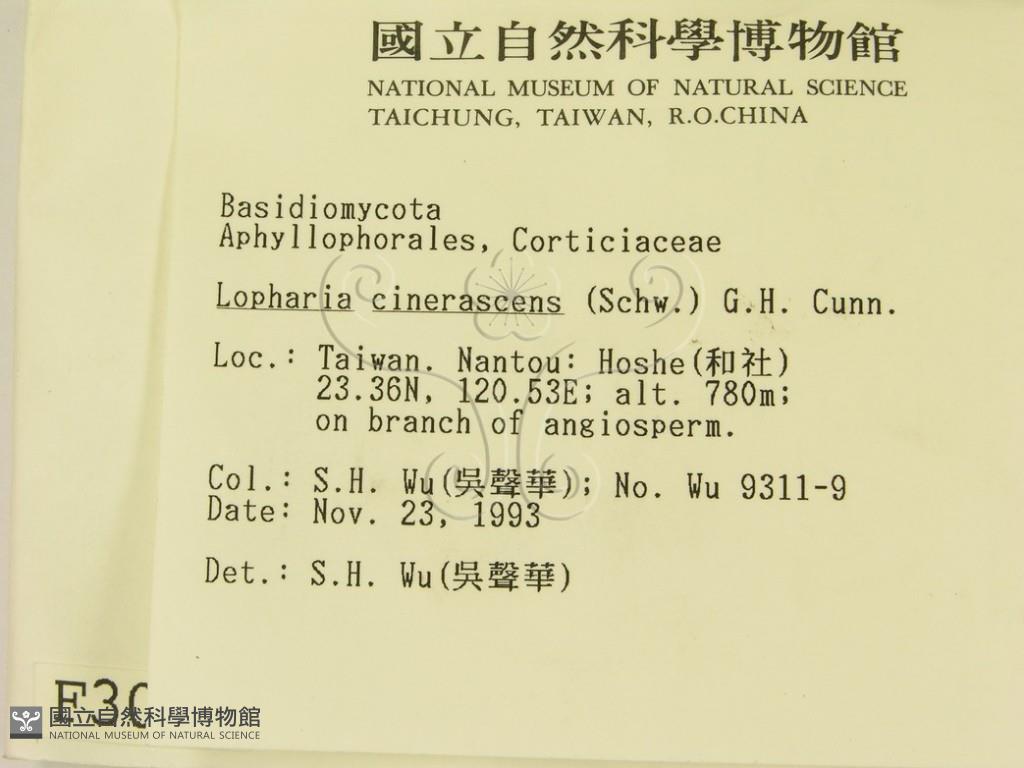 國立自然科學博物館
NATIONAL MUSEUM OF NATURAL SCIENCE
TAICHUNG, TAIWAN, R.O.CHINA
Basidiomycota
Aphyllophorales, Corticiaceae
Lopharia cinerascens (Schw.) G.H. Cunn.
Loc.: Taiwan. Nantou: Hoshe(和社)
23.36N, 120.53E; alt. 780m;
on branch of angiosperm.
Col.: S.H. Wu(吳聲華); No. Wu 9311-9
Date: Nov. 23, 1993
Det.: S.H. Wu(吳聲華)
國立自然科學博物館
NATIONAL MUSEUM OF NATURAL SCIENCE